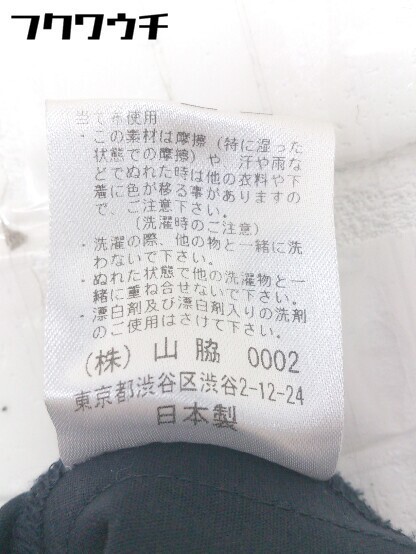 フクワウチ
当て布使用
・この素材は摩擦（特に湿った
状態での摩擦）や、汗や雨な
どでぬれた時は他の衣料や下
着に色が移る事がありますの
で、ご注意下さい。
（洗濯時のご注意）
・洗濯の際、他の物と一緒に洗
わないで下さい。
・ぬれた状態で他の洗濯物と一
緒に重ね合せないで下さい。
・漂白剤及び漂白剤入りの洗剤
のご使用はさけて下さい。
（株）山脇 0002
東京都渋谷区渋谷2-12-24
日本製